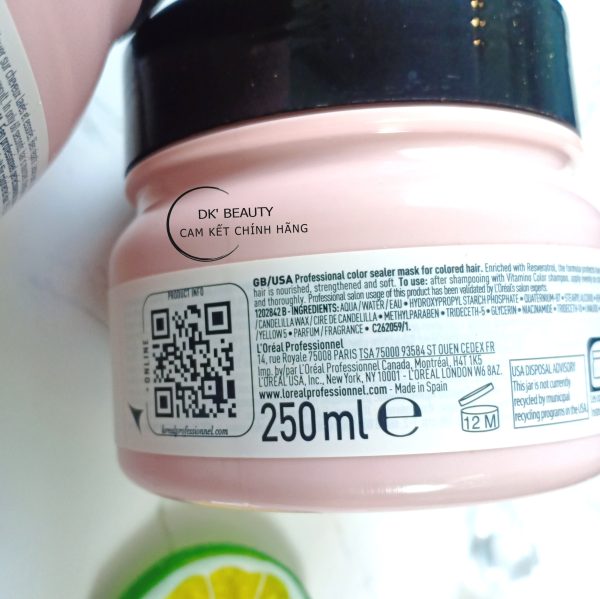 DK' BEAUTY
CAM KẾT CHÍNH HÃNG
PRODUCT INFO
ONLINE
lorealprofessionnel.com
GB/USA Professional color sealer mask for colored hair. Enriched with Resveratrol, the formula protects
hair is nourished, strengthened and soft. To use: after shampooing with Vitamino Color shampoo, apply evenly
and thoroughly. Professional salon usage of this product has been validated by L'Oréal's salon experts.
1202842 B - INGREDIENTS: AQUA/WATER/EAU • HYDROXYPROPYL STARCH PHOSPHATE • QUATERNIUM-87 • STEARYL ALCOHOL
/CANDELILLA WAX/CIRE DE CANDELILLA • METHYLPARABEN • TRIDECETH-5 • GLYCERIN • NIACINAMIDE • TRIDECETH-10
/YELLOW 5 • PARFUM / FRAGRANCE • C262059/1.
L'Oréal Professionnel
14, rue Royale 75008 PARIS TSA 75000 93584 ST OUEN CEDEX FR
Imp. by/par L'Oréal Professionnel Canada, Montréal, H4T 1K5
L'ORÉAL USA, Inc., New York, NY 10001 - L'ORÉAL LONDON W6 8AZ.
www.lorealprofessionnel.com - Made in Spain
250 ml e
12 M
USA DISPOSAL ADVISORY
This jar is not currently
recycled by municipal
recycling programs in the USA.